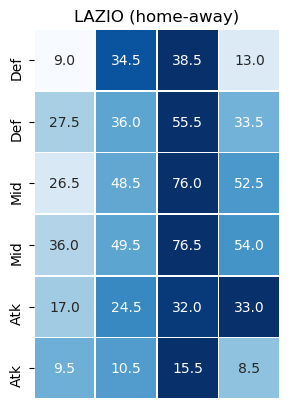 LAZIO (home-away)
Def 9.0 34.5 38.5 13.0
Def 27.5 36.0 55.5 33.5
Mid 26.5 48.5 76.0 52.5
Mid 36.0 49.5 76.5 54.0
Atk 17.0 24.5 32.0 33.0
Atk 9.5 10.5 15.5 8.5